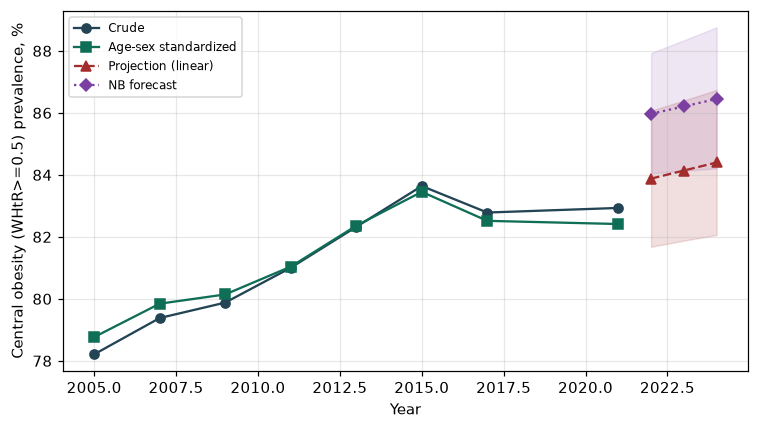 Crude
Age-sex standardized
Projection (linear)
NB forecast
Central obesity (WHtR>=0.5) prevalence, %
88
86
84
82
80
78
2005.0 2007.5 2010.0 2012.5 2015.0 2017.5 2020.0 2022.5
Year